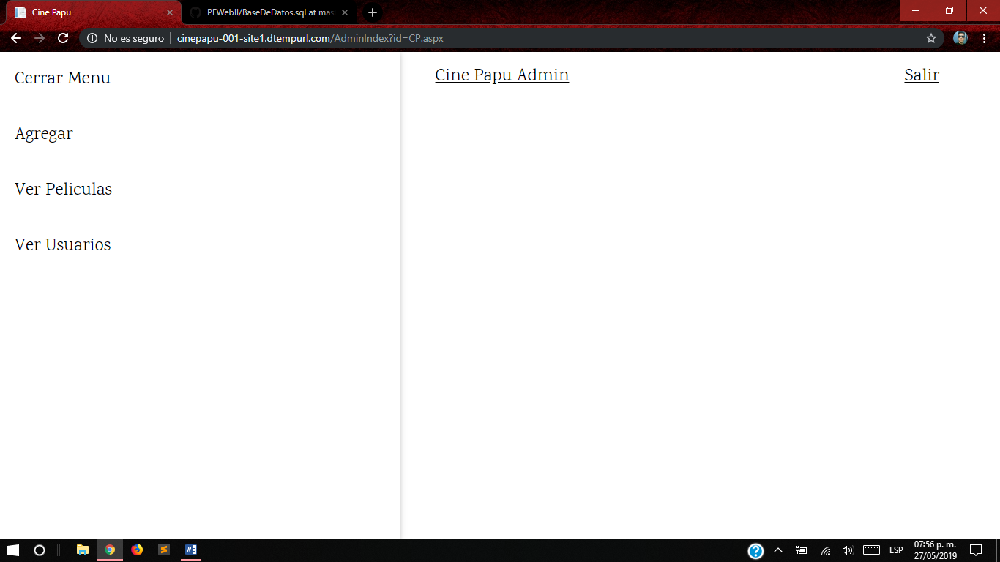 Cine Papu
PFWebII/BaseDeDatos.sql at mas
No es seguro
cinepapu-001-site1.dtempurl.com/AdminIndex?id=CP.aspx
Cerrar Menu
Cine Papu Admin
Salir
Agregar
Ver Peliculas
Ver Usuarios
ESP
07:56 p. m.
27/05/2019